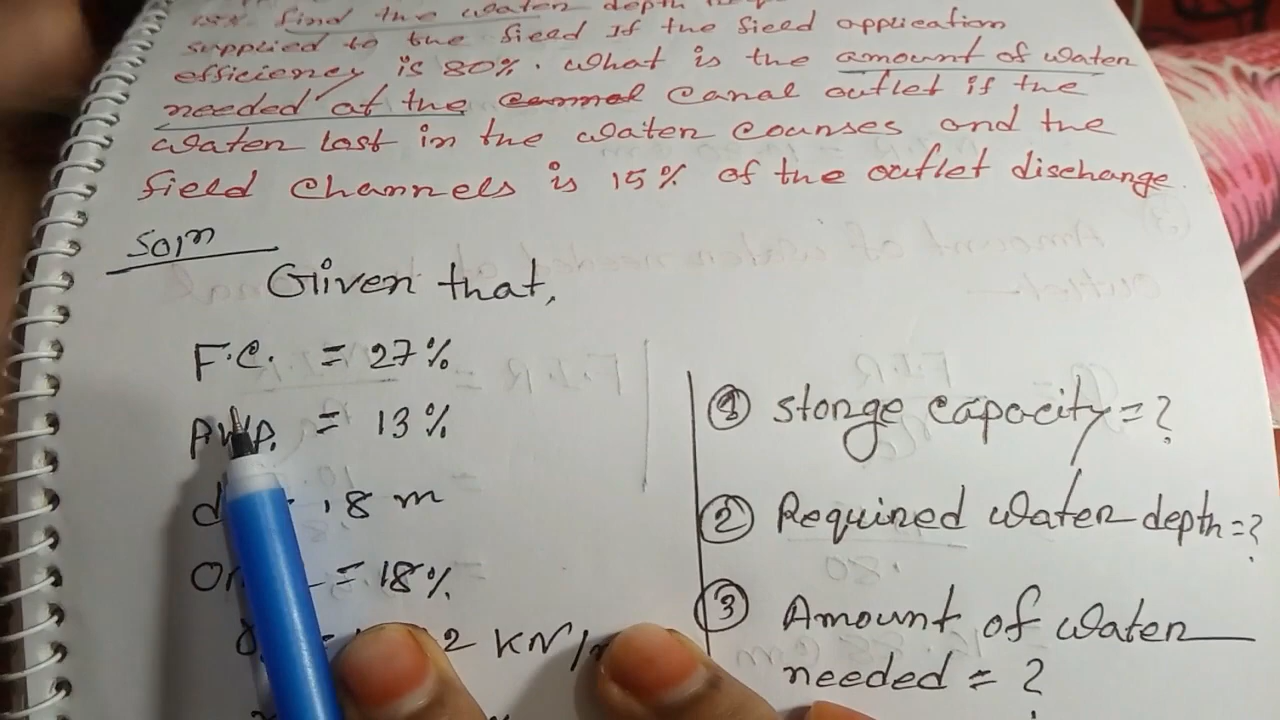 find the water depth
supplied to the field If the field application
efficiency is 80%. What is the amount of water
needed at the canal outlet if the
water lost in the water courses and the
field channels is 15% of the outlet discharge.
Soln
Given that,
F.C. = 27%
P.W.P. = 13%
d .8 m
= 18%
2 KN/
① storge capacity = ?
② Required water depth = ?
③ Amount of water
needed = ?